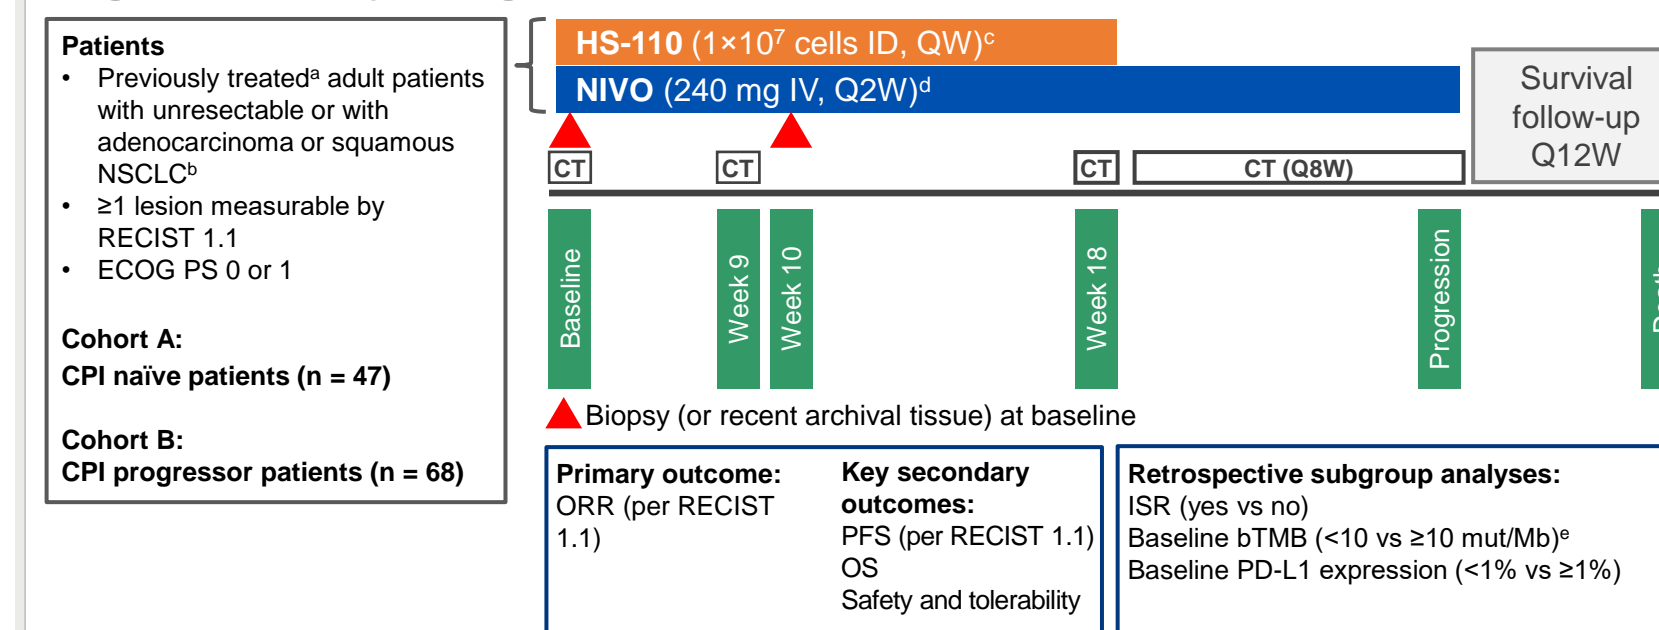 Patients
• Previously treatedᵃ adult patients
with unresectable or with
adenocarcinoma or squamous
NSCLCᵇ
• ≥1 lesion measurable by
RECIST 1.1
• ECOG PS 0 or 1
Cohort A:
CPI naïve patients (n = 47)
Cohort B:
CPI progressor patients (n = 68)
HS-110 (1×10⁷ cells ID, QW)ᶜ
NIVO (240 mg IV, Q2W)ᵈ
Survival
follow-up
Q12W
CT
CT
CT
CT (Q8W)
Baseline
Week 9
Week 10
Week 18
Progression
Biopsy (or recent archival tissue) at baseline
Primary outcome:
ORR (per RECIST
1.1)
Key secondary
outcomes:
PFS (per RECIST 1.1)
OS
Safety and tolerability
Retrospective subgroup analyses:
ISR (yes vs no)
Baseline bTMB (<10 vs ≥10 mut/Mb)ᵉ
Baseline PD-L1 expression (<1% vs ≥1%)